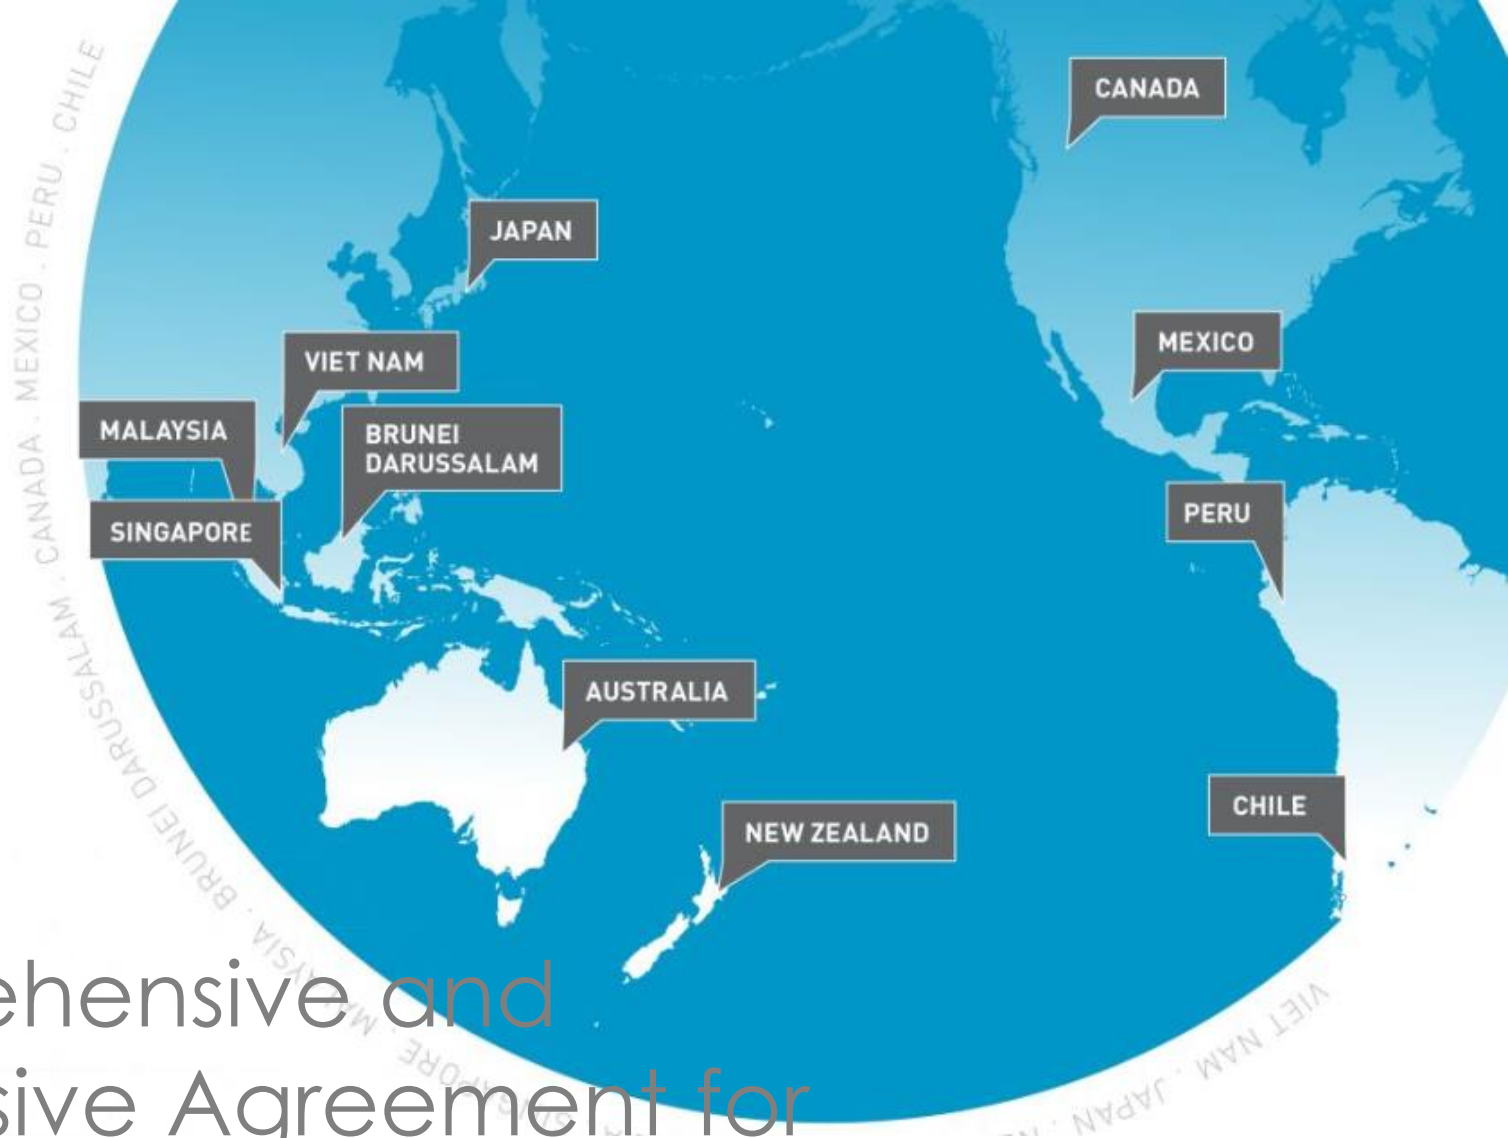 CANADA
JAPAN
MEXICO
VIET NAM
MALAYSIA
BRUNEI
DARUSSALAM
PERU
SINGAPORE
AUSTRALIA
CHILE
NEW ZEALAND
BRUNEI DARUSSALAM . CANADA . MEXICO . PERU . CHILE
VIET NAM . JAPAN .
ehensive and
sive Agreement for